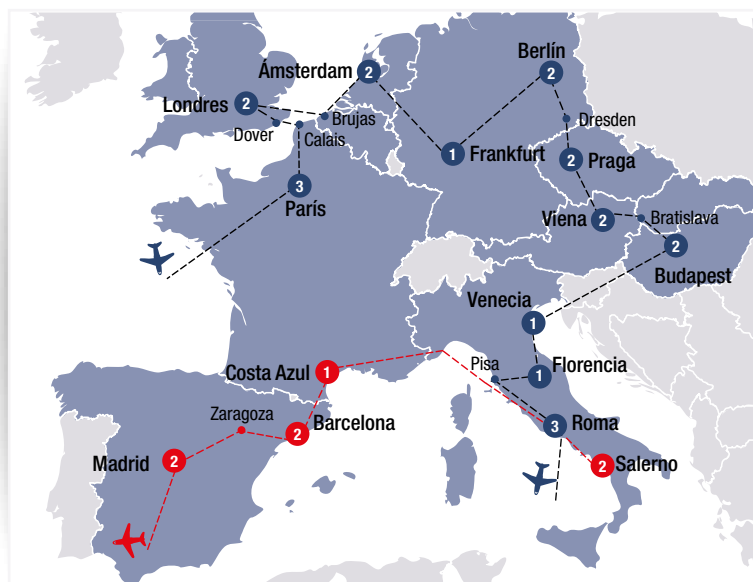 Berlín
2
Ámsterdam
2
Londres
2
Brujas
Dresden
Dover
Calais
1
Frankfurt
2
Praga
3
París
Viena
2
Bratislava
2
Budapest
Venecia
1
Pisa
Florencia
1
Costa Azul
1
Zaragoza
Barcelona
2
3
Roma
Madrid
2
2
Salerno